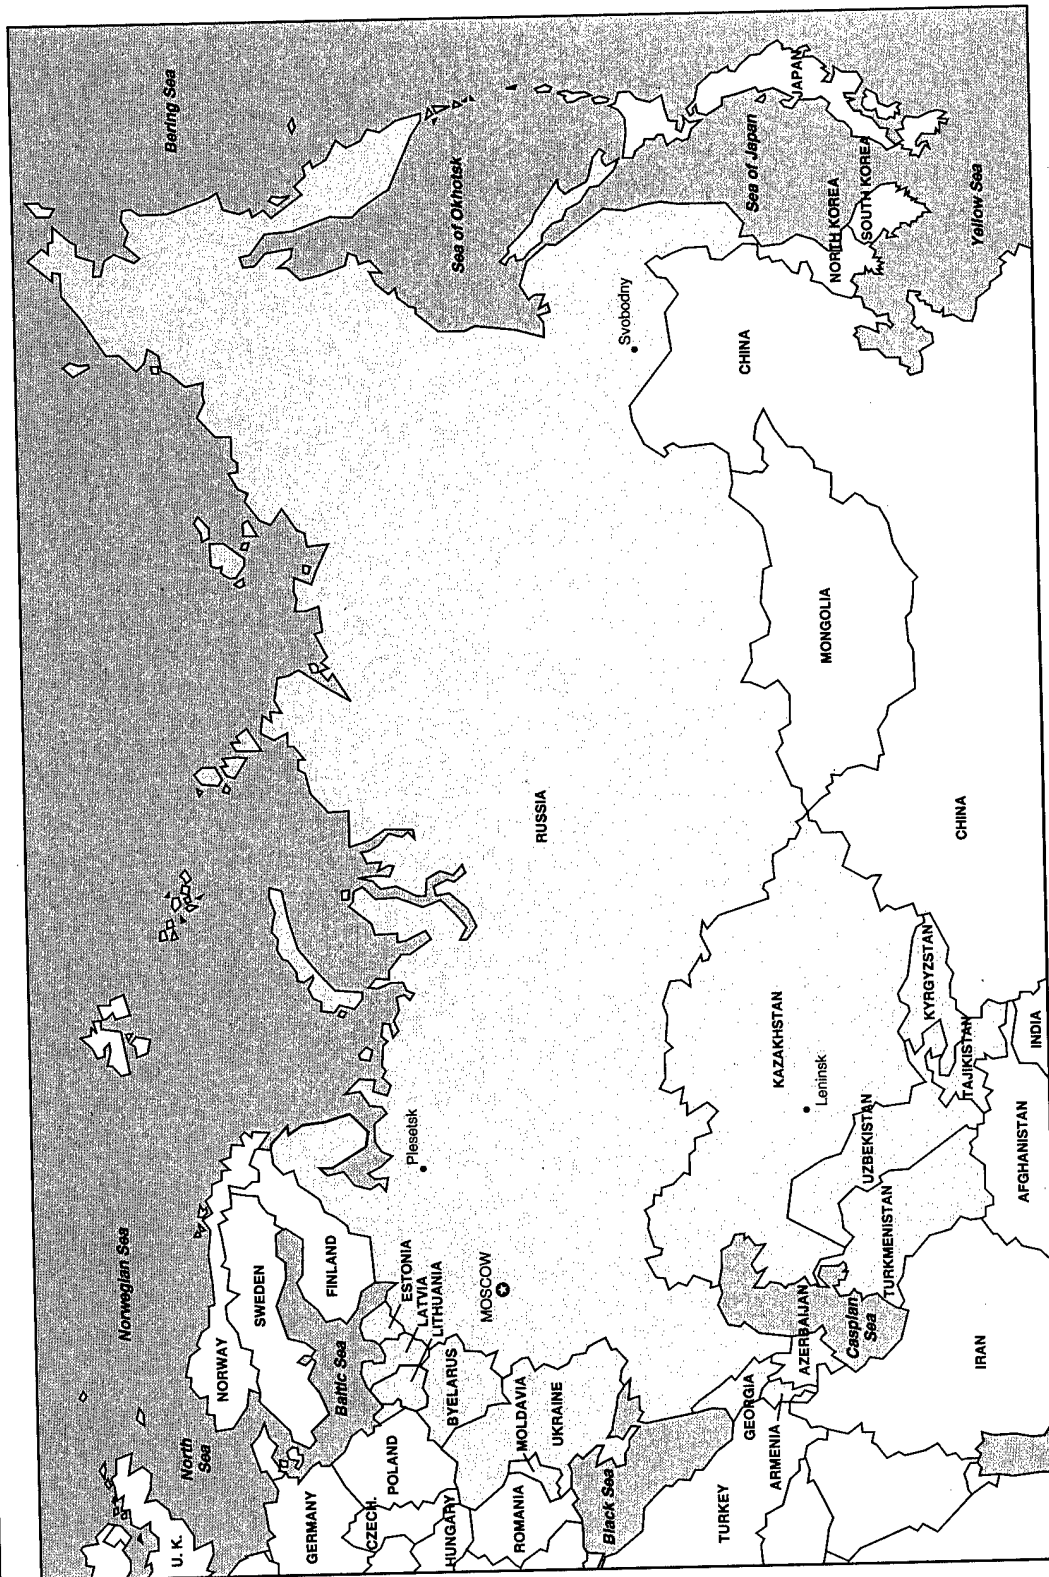 Bering Sea
Sea of Okhotsk
Sea of Japan
JAPAN
NORTH KOREA
SOUTH KOREA
Yellow Sea
Svobodny
CHINA
MONGOLIA
RUSSIA
CHINA
KAZAKHSTAN
Leninsk
KYRGYZSTAN
TAJIKISTAN
INDIA
UZBEKISTAN
TURKMENISTAN
AFGHANISTAN
Plesetsk
MOSCOW
Norwegian Sea
NORWAY
SWEDEN
FINLAND
ESTONIA
LATVIA
LITHUANIA
Baltic Sea
North
Sea
U. K.
GERMANY
POLAND
CZECH.
HUNGARY
BYELARUS
MOLDAVIA
UKRAINE
ROMANIA
Black Sea
GEORGIA
ARMENIA
AZERBAIJAN
Caspian
Sea
TURKEY
IRAN